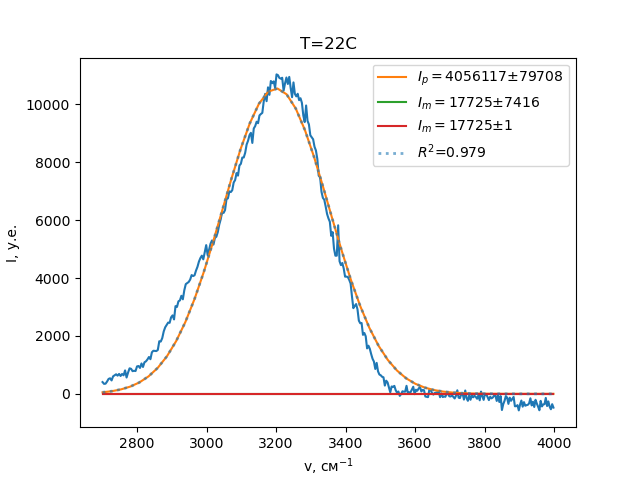 T=22C
I, у.е.
10000
8000
6000
4000
2000
0
I_p = 4056117±79708
I_m = 17725±7416
I_m = 17725±1
R²=0.979
2800 3000 3200 3400 3600 3800 4000
ν, см⁻¹